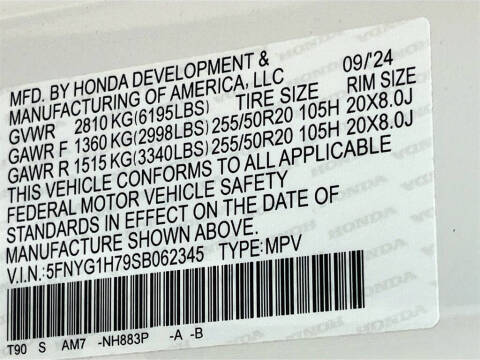 MFD. BY HONDA DEVELOPMENT &
MANUFACTURING OF AMERICA, LLC 09/'24
GVWR 2810 KG(6195LBS) TIRE SIZE RIM SIZE
GAWR F 1360 KG(2998LBS) 255/50R20 105H 20X8.0J
GAWR R 1515 KG(3340LBS) 255/50R20 105H 20X8.0J
THIS VEHICLE CONFORMS TO ALL APPLICABLE
FEDERAL MOTOR VEHICLE SAFETY
STANDARDS IN EFFECT ON THE DATE OF
MANUFACTURE SHOWN ABOVE.
V.I.N.:5FNYG1H79SB062345 TYPE:MPV
T90 S AM7 -NH883P -A -B